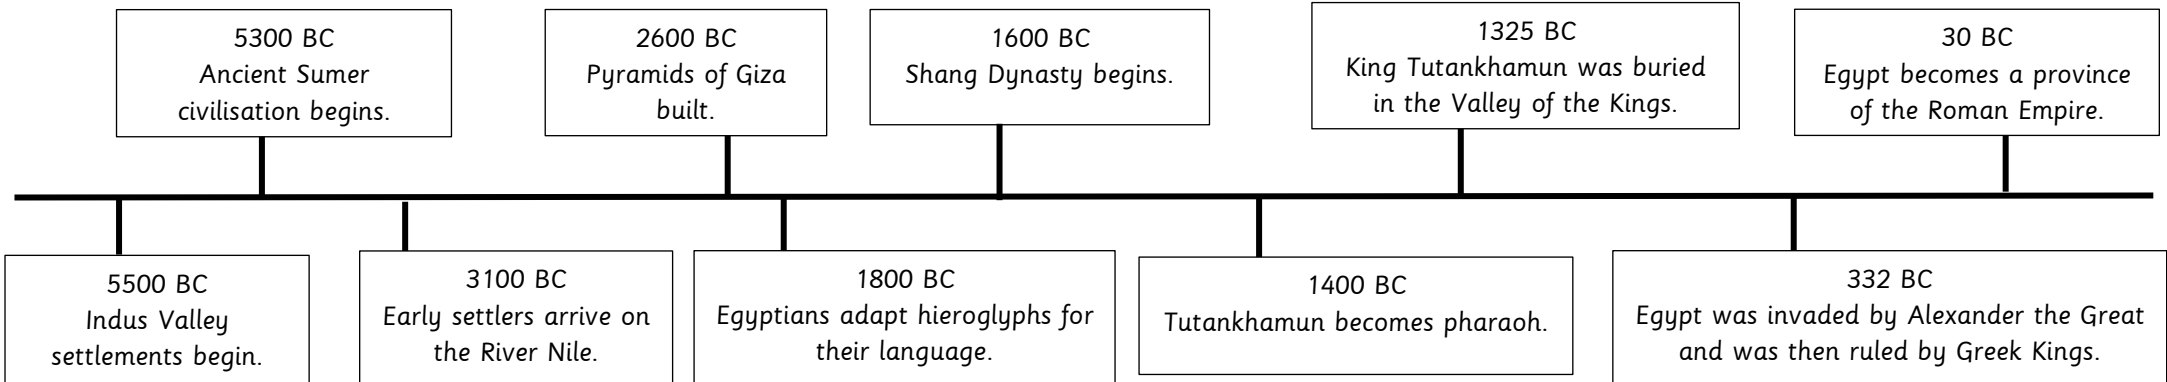 5300 BC
Ancient Sumer
civilisation begins.
2600 BC
Pyramids of Giza
built.
1600 BC
Shang Dynasty begins.
1325 BC
King Tutankhamun was buried
in the Valley of the Kings.
30 BC
Egypt becomes a province
of the Roman Empire.
5500 BC
Indus Valley
settlements begin.
3100 BC
Early settlers arrive on
the River Nile.
1800 BC
Egyptians adapt hieroglyphs for
their language.
1400 BC
Tutankhamun becomes pharaoh.
332 BC
Egypt was invaded by Alexander the Great
and was then ruled by Greek Kings.